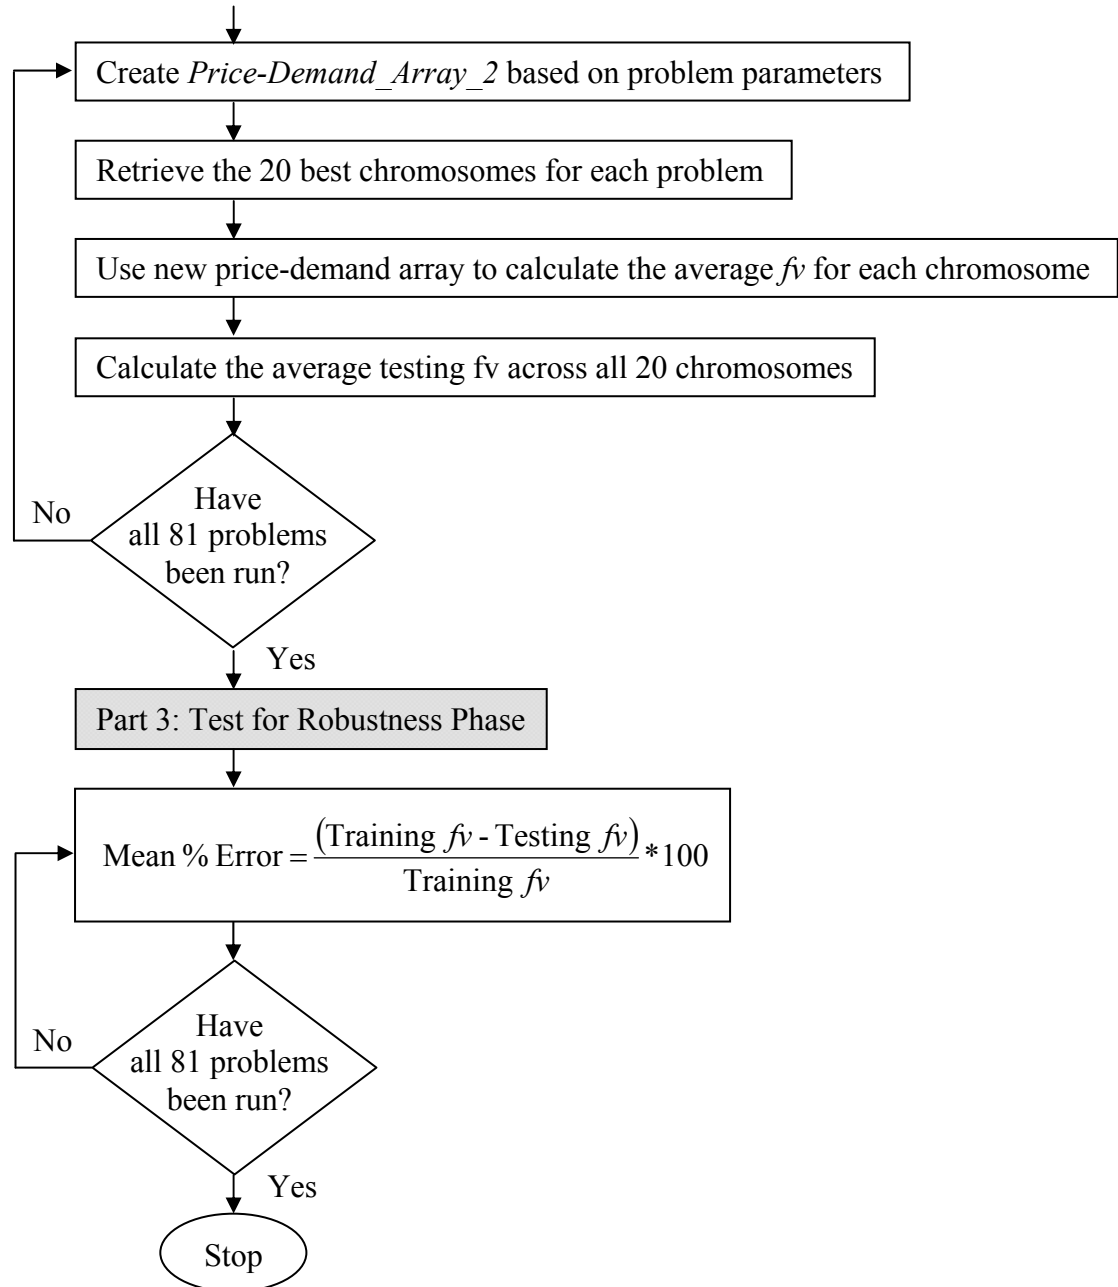 Create Price-Demand_Array_2 based on problem parameters
Retrieve the 20 best chromosomes for each problem
Use new price-demand array to calculate the average fv for each chromosome
Calculate the average testing fv across all 20 chromosomes
No
Have
all 81 problems
been run?
Yes
Part 3: Test for Robustness Phase
Mean % Error = (Training fv - Testing fv) / Training fv *100
No
Have
all 81 problems
been run?
Yes
Stop